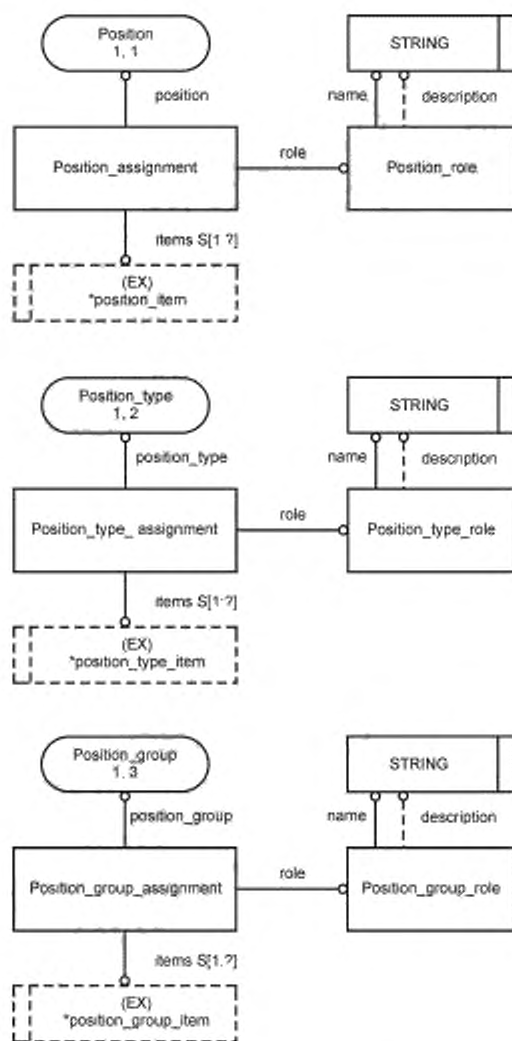 Position
1, 1
STRING
position
name
description
Position_assignment
role
Position_role
items S[1 ?]
(EX)
*position_item
Position_type
1, 2
STRING
position_type
name
description
Position_type_ assignment
role
Position_type_role
items S[1:?]
(EX)
*position_type_item
Position_group
1, 3
STRING
position_group
name
description
Position_group_assignment
role
Position_group_role
items S[1.?]
(EX)
*position_group_item